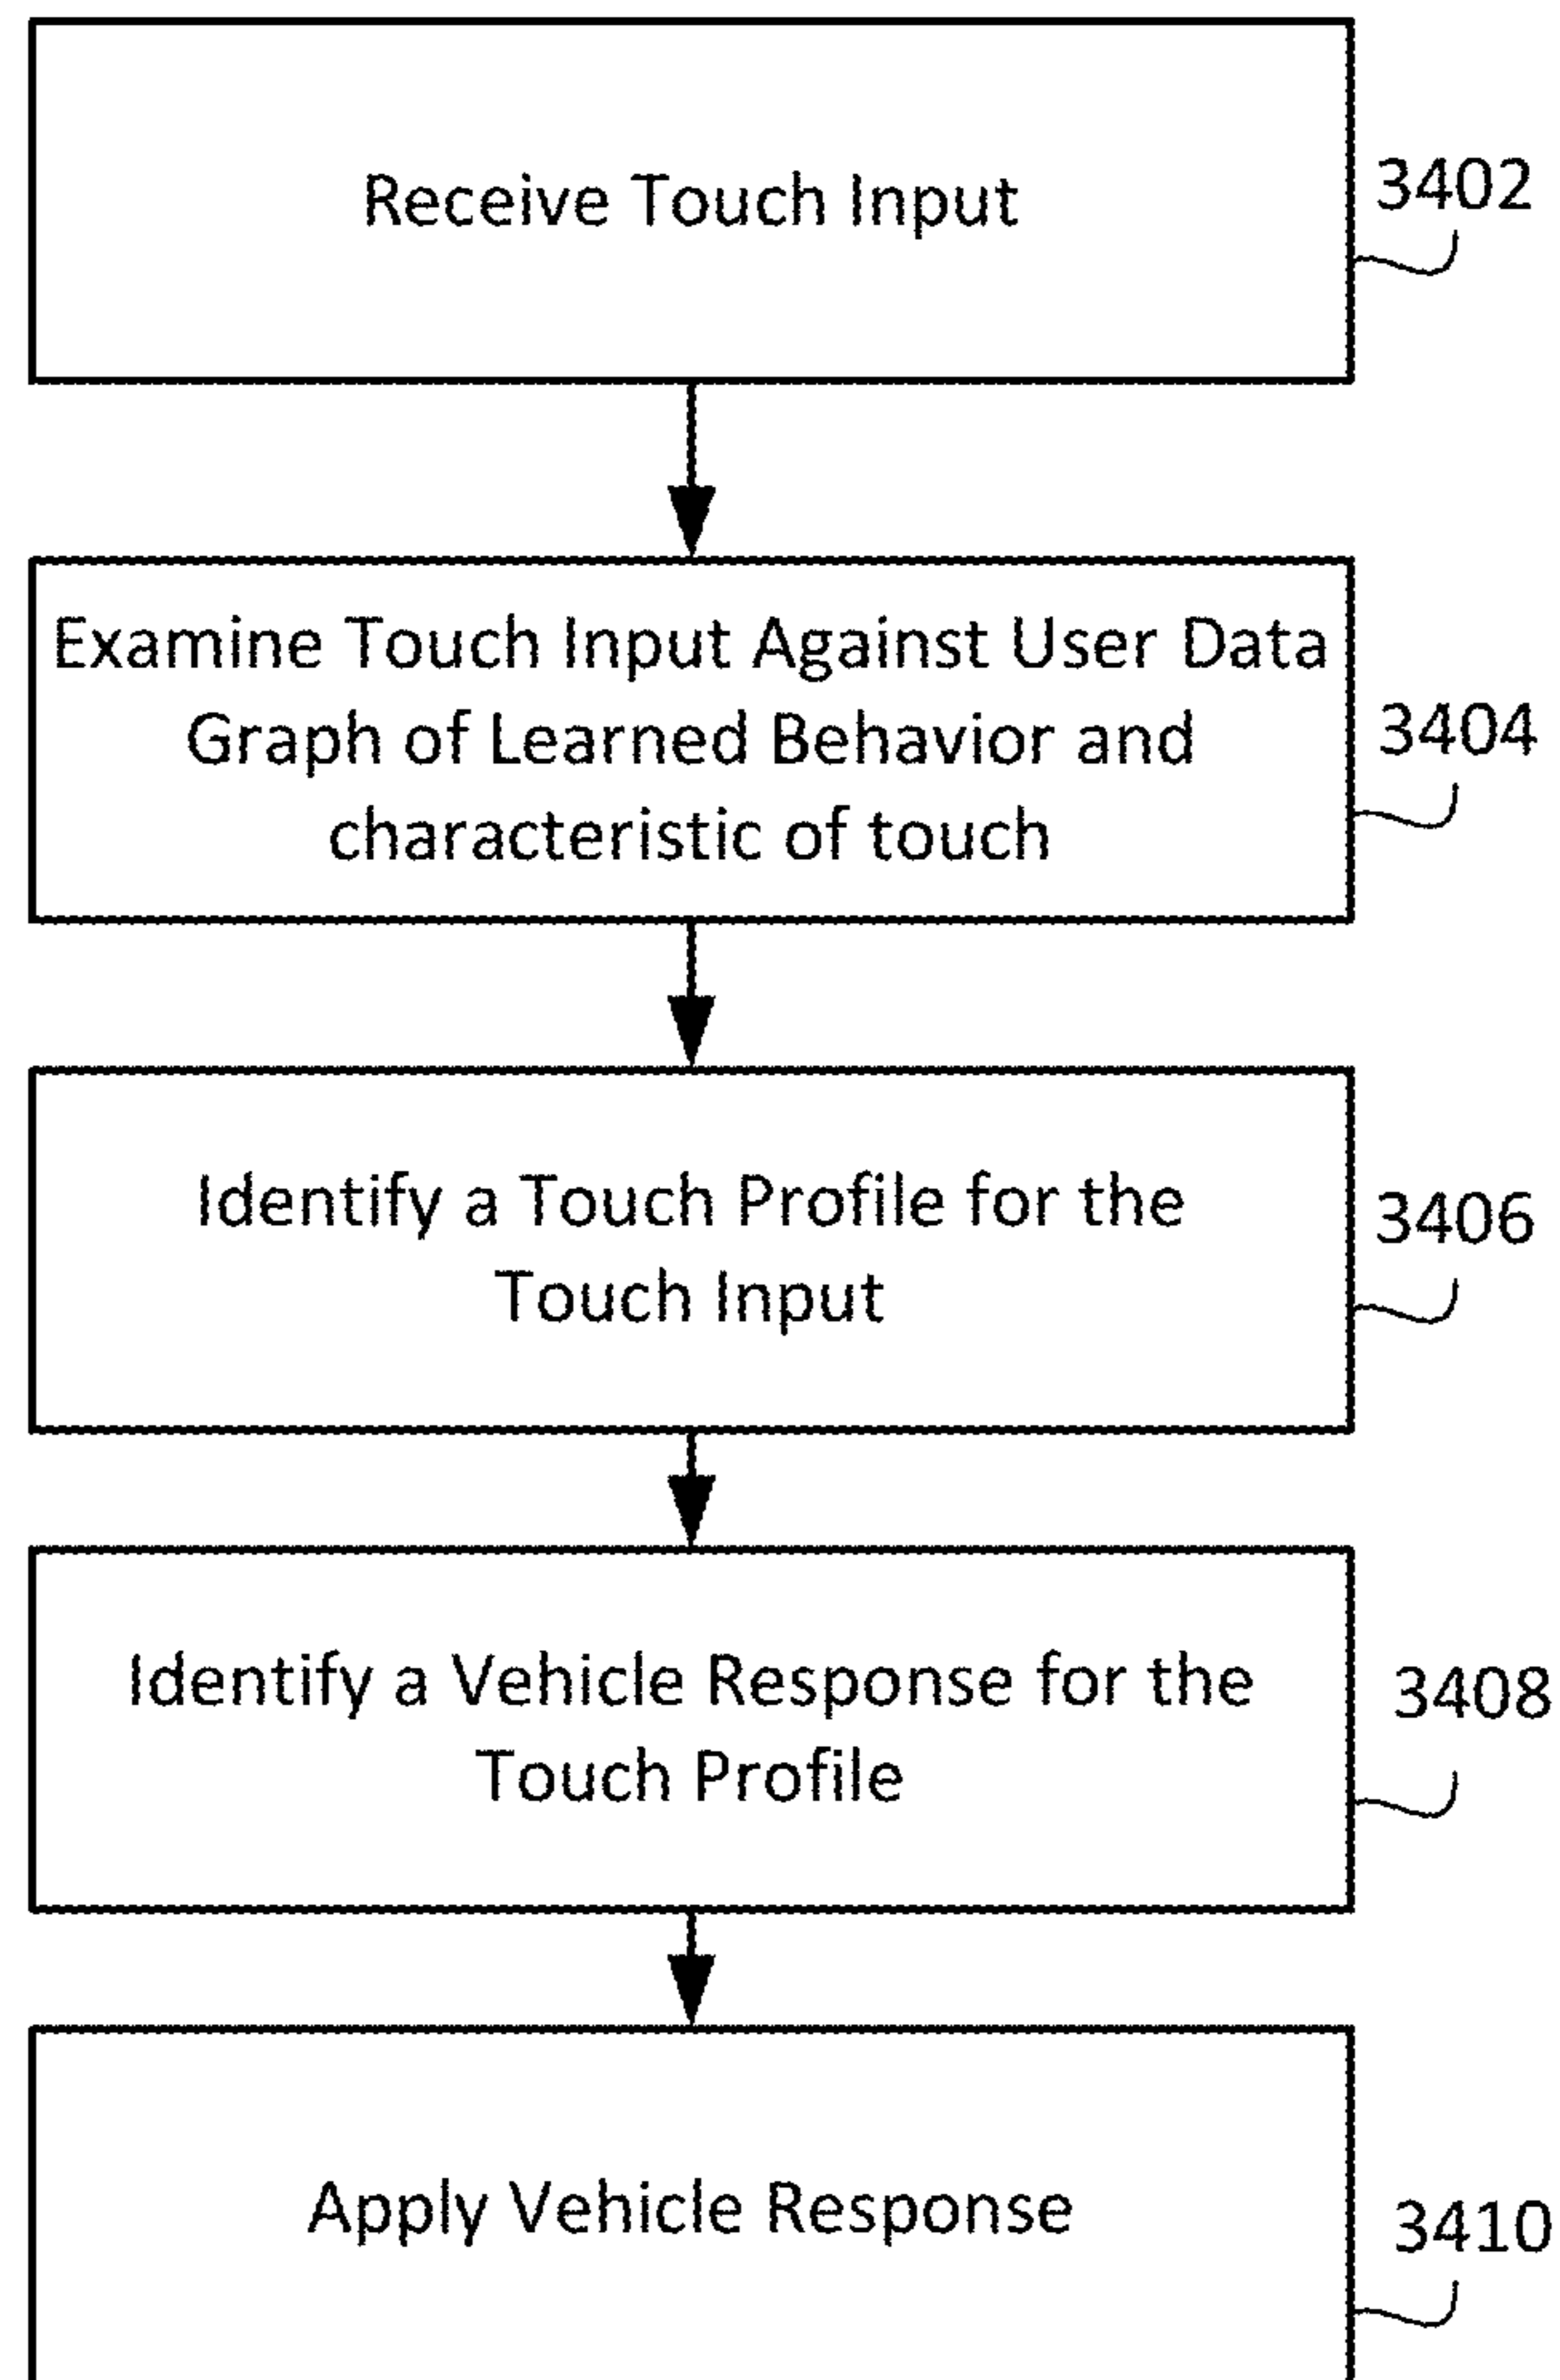 Receive Touch Input
3402
Examine Touch Input Against User Data
Graph of Learned Behavior and
characteristic of touch
3404
Identify a Touch Profile for the
Touch Input
3406
Identify a Vehicle Response for the
Touch Profile
3408
Apply Vehicle Response
3410